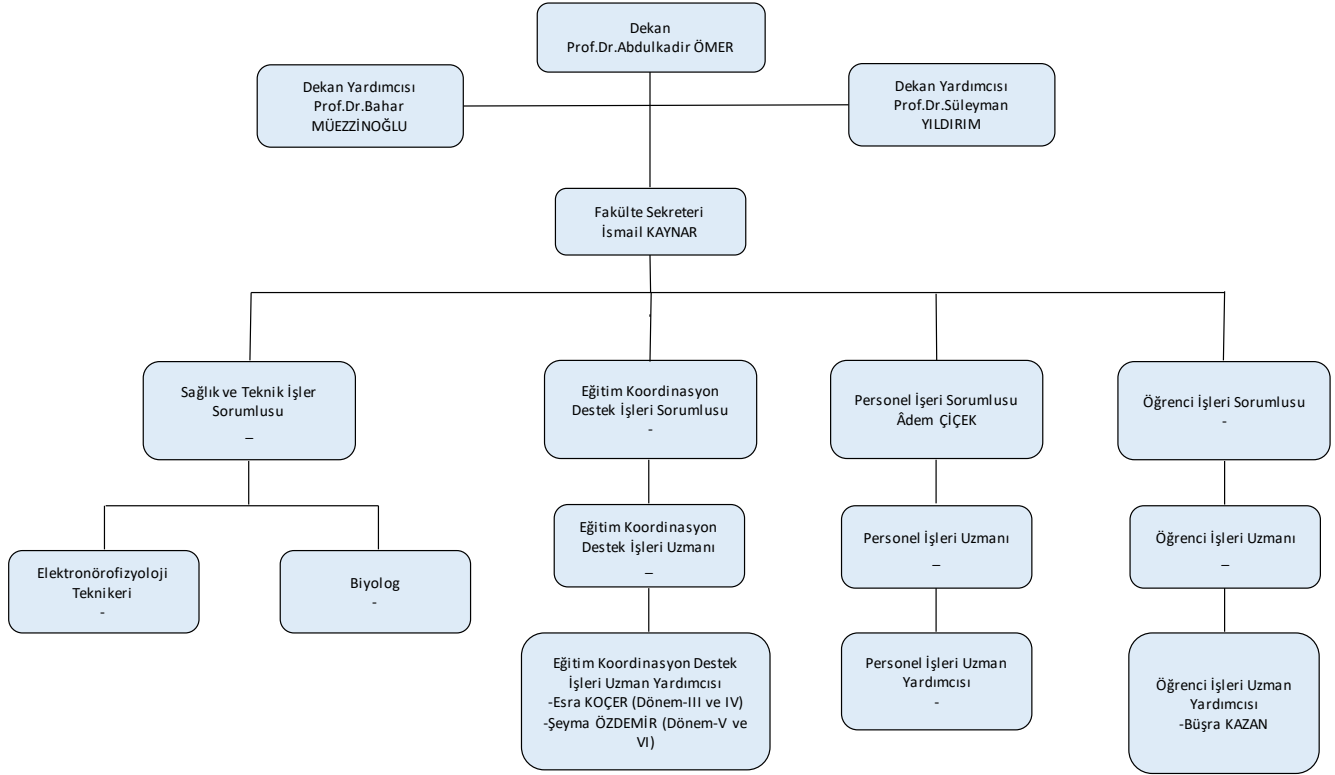 Dekan
Prof.Dr.Abdulkadir ÖMER
Dekan Yardımcısı
Prof.Dr.Bahar
MÜEZZİNOĞLU
Dekan Yardımcısı
Prof.Dr.Süleyman
YILDIRIM
Fakülte Sekreteri
İsmail KAYNAR
Sağlık ve Teknik İşler
Sorumlusu
_
Eğitim Koordinasyon
Destek İşleri Sorumlusu
-
Personel İşeri Sorumlusu
Âdem ÇİÇEK
Öğrenci İşleri Sorumlusu
-
Elektronörofizyoloji
Teknikeri
-
Biyolog
-
Eğitim Koordinasyon
Destek İşleri Uzmanı
_
Personel İşleri Uzmanı
_
Öğrenci İşleri Uzmanı
_
Eğitim Koordinasyon Destek
İşleri Uzman Yardımcısı
-Esra KOÇER (Dönem-III ve IV)
-Şeyma ÖZDEMİR (Dönem-V ve
VI)
Personel İşleri Uzman
Yardımcısı
-
Öğrenci İşleri Uzman
Yardımcısı
-Büşra KAZAN